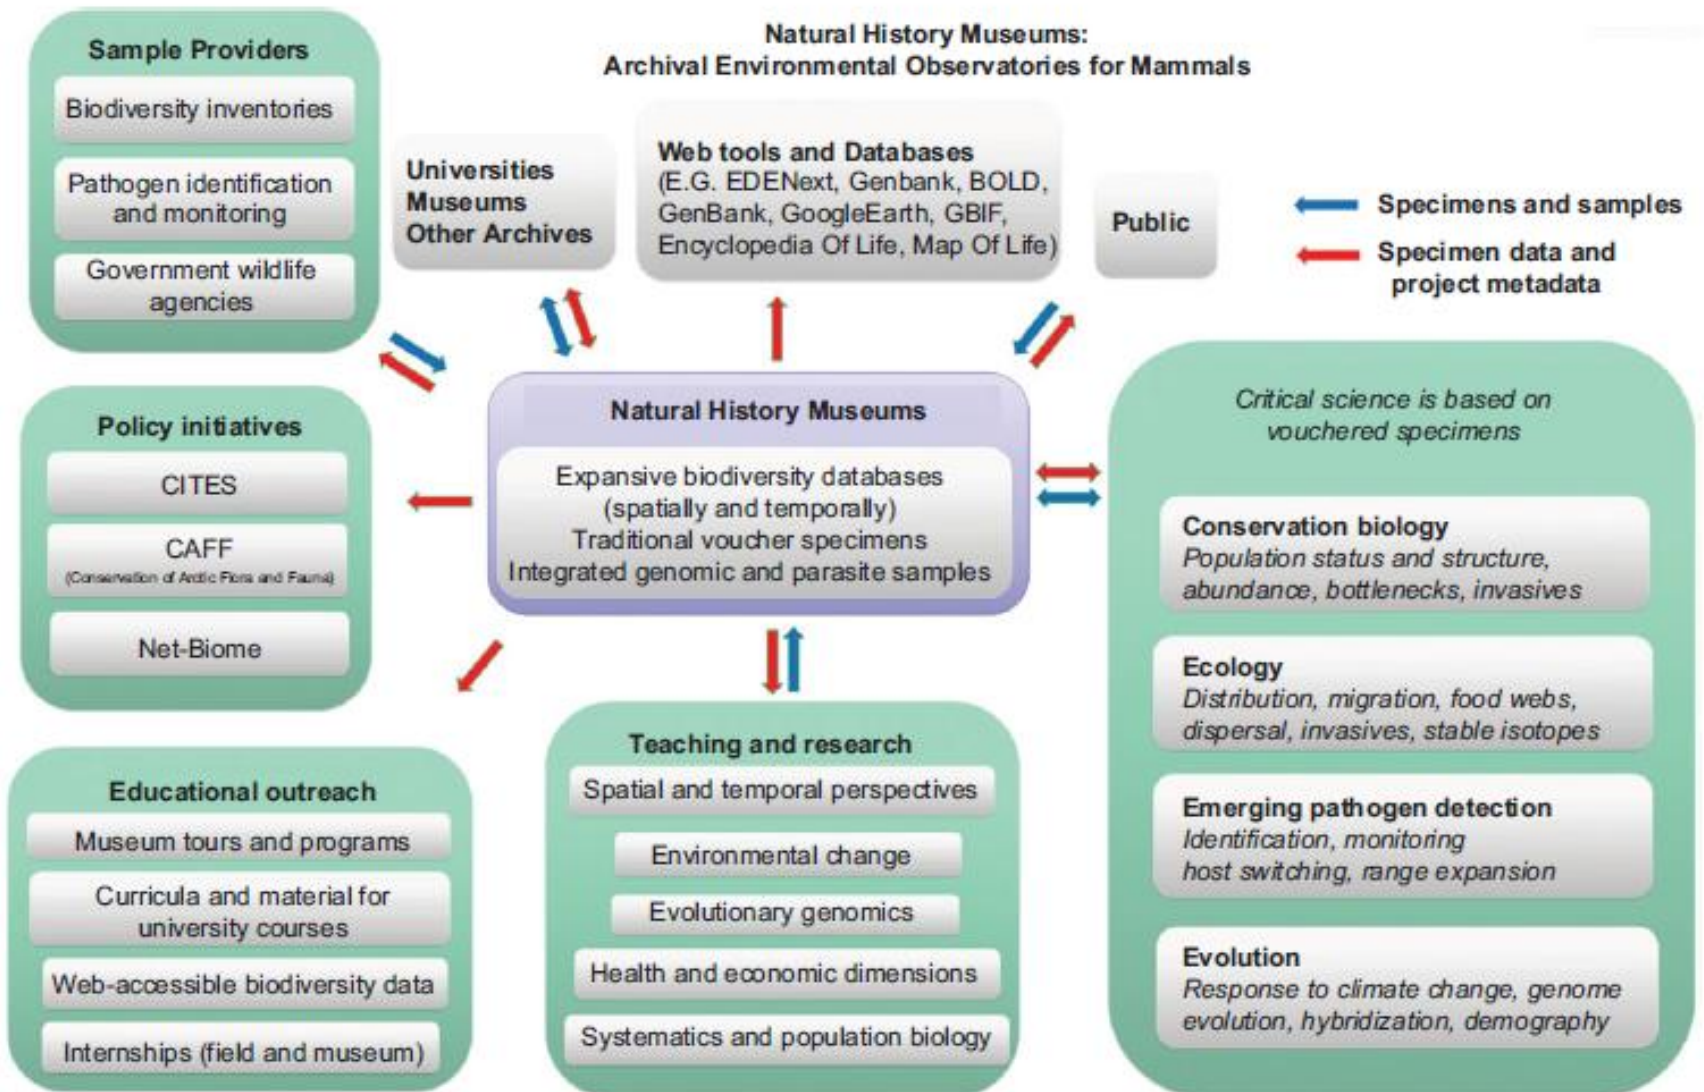 Natural History Museums:
Archival Environmental Observatories for Mammals
Sample Providers
Biodiversity inventories
Pathogen identification
and monitoring
Government wildlife
agencies
Universities
Museums
Other Archives
Web tools and Databases
(E.G. EDENext, Genbank, BOLD,
GenBank, GoogleEarth, GBIF,
Encyclopedia Of Life, Map Of Life)
Public
Specimens and samples
Specimen data and
project metadata
Policy initiatives
CITES
CAFF
(Conservation of Arctic Flora and Fauna)
Net-Biome
Natural History Museums
Expansive biodiversity databases
(spatially and temporally)
Traditional voucher specimens
Integrated genomic and parasite samples
Critical science is based on
vouchered specimens
Conservation biology
Population status and structure,
abundance, bottlenecks, invasives
Ecology
Distribution, migration, food webs,
dispersal, invasives, stable isotopes
Emerging pathogen detection
Identification, monitoring
host switching, range expansion
Evolution
Response to climate change, genome
evolution, hybridization, demography
Educational outreach
Museum tours and programs
Curricula and material for
university courses
Web-accessible biodiversity data
Internships (field and museum)
Teaching and research
Spatial and temporal perspectives
Environmental change
Evolutionary genomics
Health and economic dimensions
Systematics and population biology